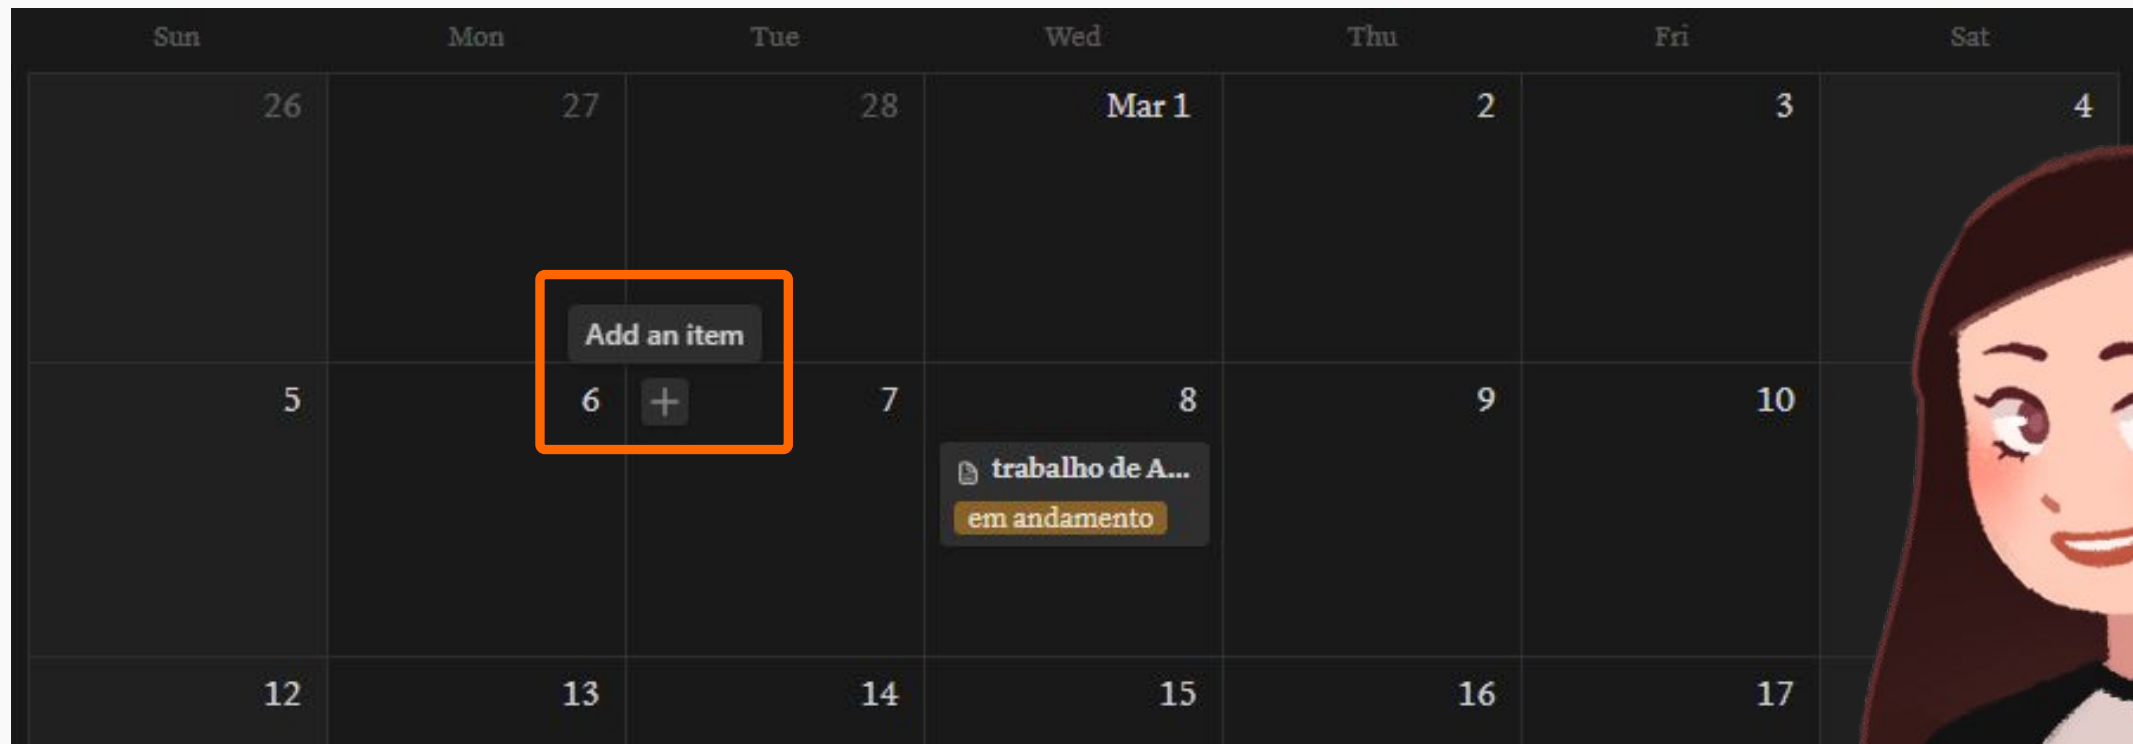 Sun Mon Tue Wed Thu Fri Sat
26 27 28 Mar 1 2 3 4
Add an item
5 6 + 7 8 9 10
trabalho de A...
em andamento
12 13 14 15 16 17